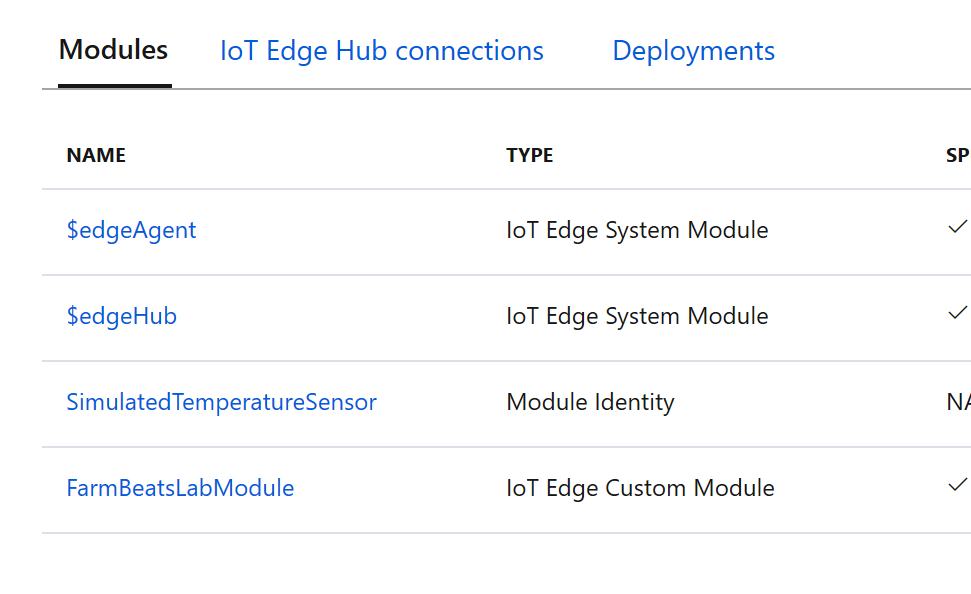 Modules IoT Edge Hub connections Deployments
NAME TYPE SP
$edgeAgent IoT Edge System Module
$edgeHub IoT Edge System Module
SimulatedTemperatureSensor Module Identity NA
FarmBeatsLabModule IoT Edge Custom Module